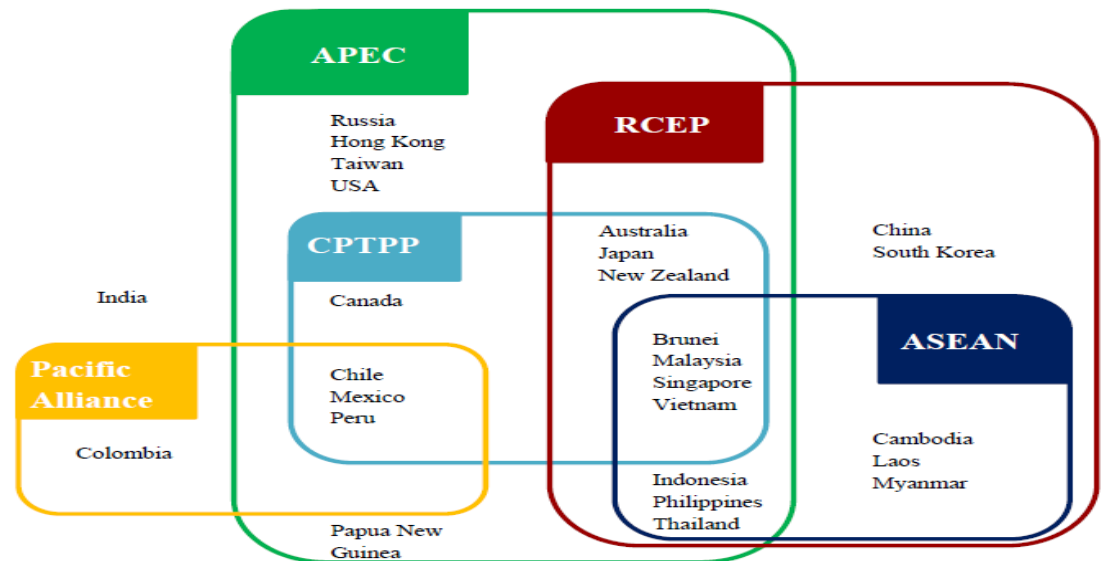 APEC
Russia
Hong Kong
Taiwan
USA
RCEP
CPTPP
Australia
Japan
New Zealand
China
South Korea
India
Canada
Pacific
Alliance
Chile
Mexico
Peru
Brunei
Malaysia
Singapore
Vietnam
ASEAN
Colombia
Cambodia
Laos
Myanmar
Indonesia
Philippines
Thailand
Papua New
Guinea